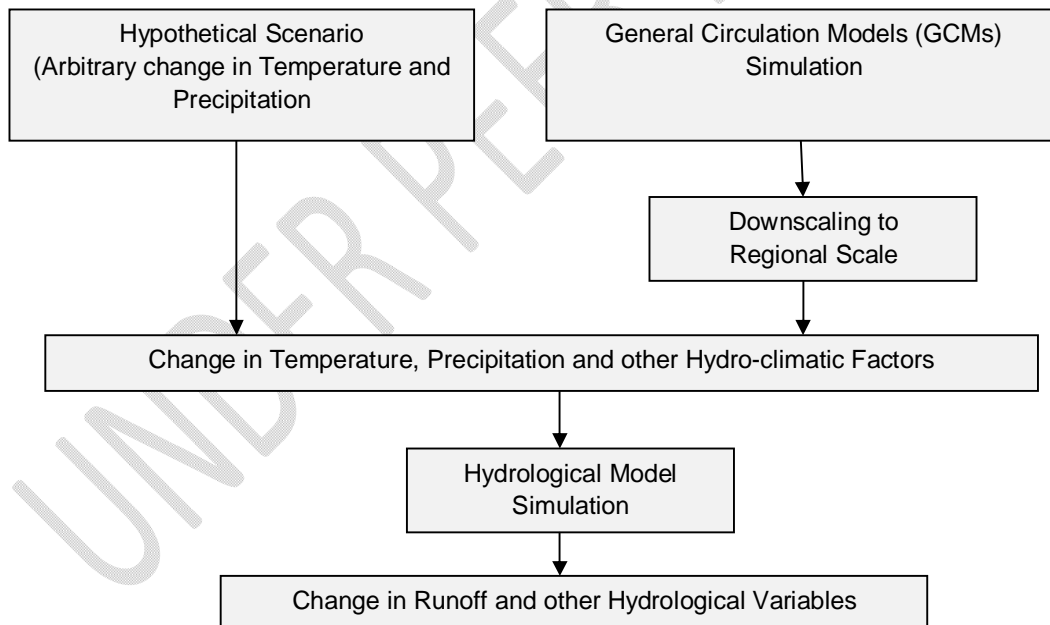 Hypothetical Scenario
(Arbitrary change in Temperature and
Precipitation
General Circulation Models (GCMs)
Simulation
Downscaling to
Regional Scale
Change in Temperature, Precipitation and other Hydro-climatic Factors
Hydrological Model
Simulation
Change in Runoff and other Hydrological Variables
UNDER PE